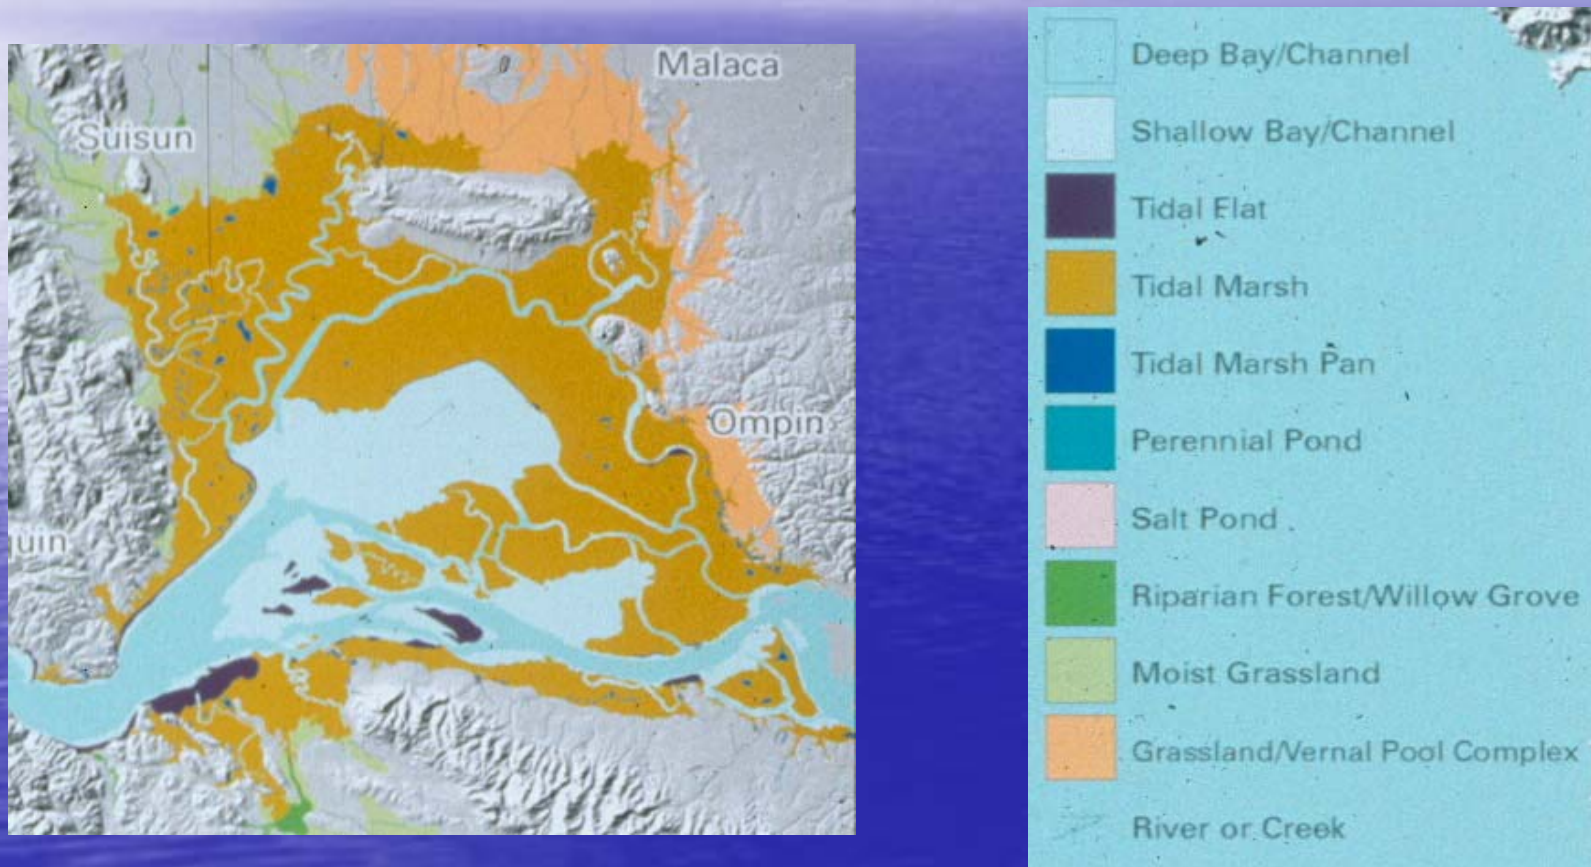 Malaca
Suisun
Ompin
uin
Deep Bay/Channel
Shallow Bay/Channel
Tidal Flat
Tidal Marsh
Tidal Marsh Pan
Perennial Pond
Salt Pond
Riparian Forest/Willow Grove
Moist Grassland
Grassland/Vernal Pool Complex
River or Creek